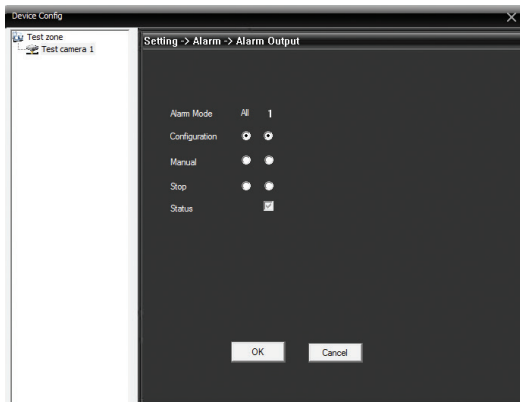 Device Config
Test zone
Test camera 1
Setting -> Alarm -> Alarm Output
Alarm Mode All 1
Configuration
Manual
Stop
Status
OK Cancel